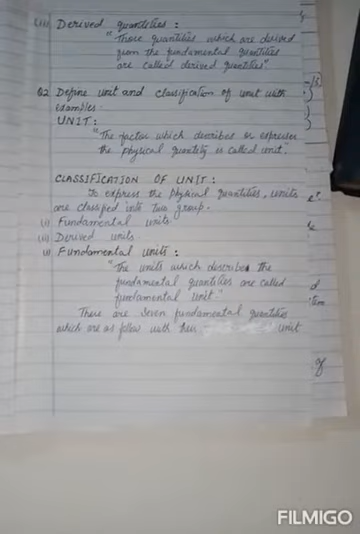 (iii) Derived quantities :
"Those quantities which are derived
from the fundamental quantities
are called derived quantities"
Q2 Define unit and classification of unit with
examples.
UNIT:
"The factor which describes or expresses
the physical quantity is called unit."
CLASSIFICATION OF UNIT:
To express the physical quantities, units
are classified into two group.
(i) Fundamental units.
(ii) Derived units.
(i) Fundamental units:
"The units which describe the
fundamental quantities are called
fundamental unit."
There are seven fundamental quantities
which are as follow with their unit
FILMIGO